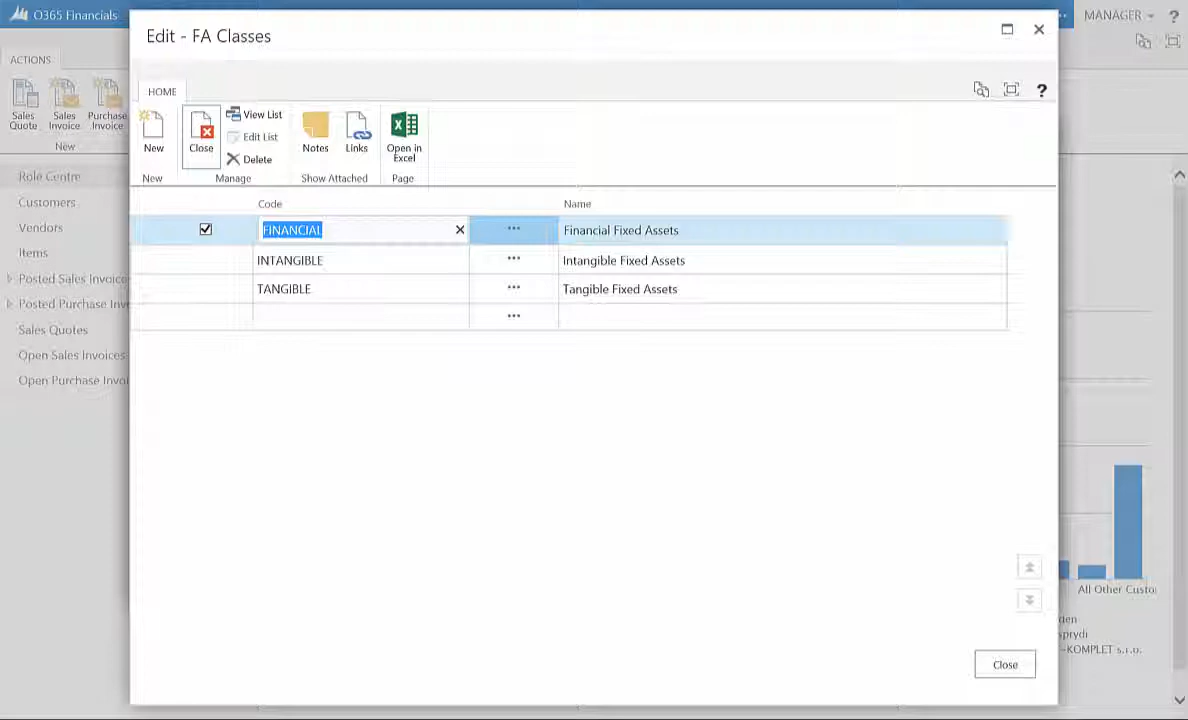 O365 Financials
MANAGER
?
ACTIONS
Sales Quote
Sales Invoice
Purchase Invoice
New
Role Centre
Customers
Vendors
Items
Posted Sales Invoice
Posted Purchase Inv
Sales Quotes
Open Sales Invoices
Open Purchase Invoi
Edit - FA Classes
HOME
?
New
Close
View List
Edit List
Delete
Notes
Links
Open in Excel
New
Manage
Show Attached
Page
Code
Name
FINANCIAL
Financial Fixed Assets
INTANGIBLE
Intangible Fixed Assets
TANGIBLE
Tangible Fixed Assets
All Other Custo
den
sprydi
-KOMPLET s.r.o.
Close